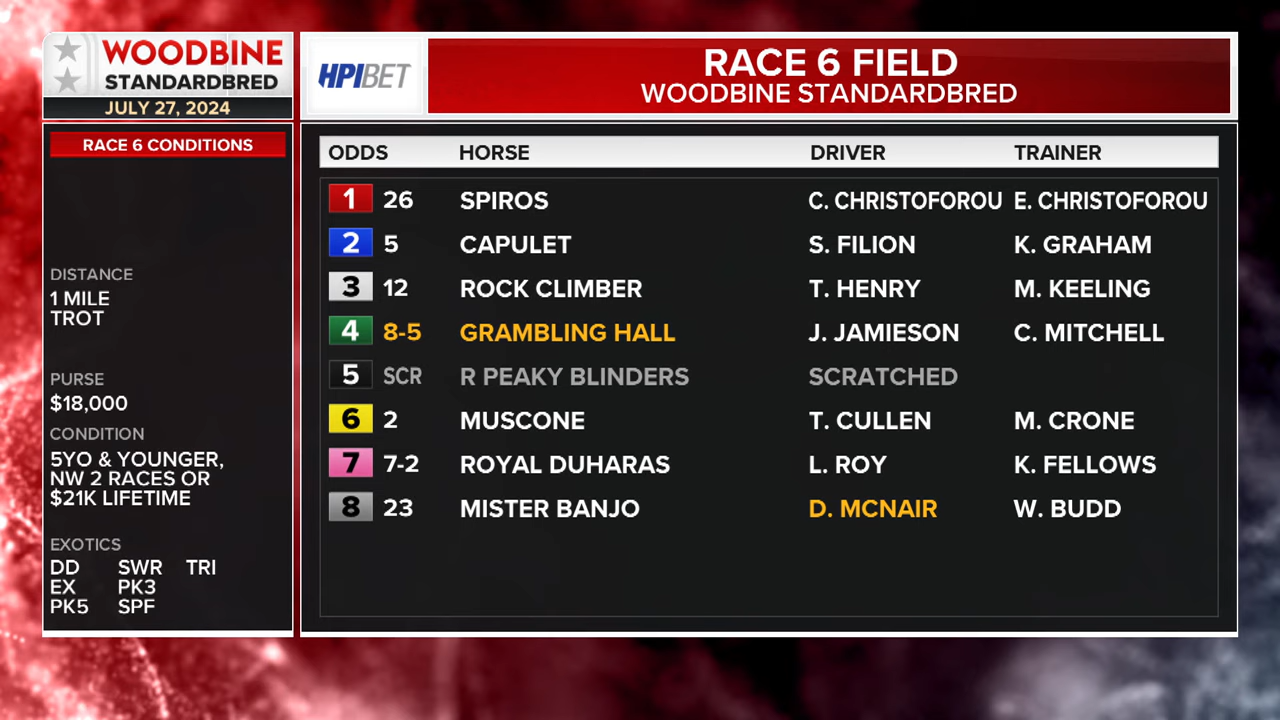 WOODBINE
STANDARDBRED
JULY 27, 2024
HPIBET
RACE 6 FIELD
WOODBINE STANDARDBRED
RACE 6 CONDITIONS
DISTANCE
1 MILE
TROT
PURSE
$18,000
CONDITION
5YO & YOUNGER,
NW 2 RACES OR
$21K LIFETIME
EXOTICS
DD SWR TRI
EX PK3
PK5 SPF
ODDS HORSE DRIVER TRAINER
1 26 SPIROS C. CHRISTOFOROU E. CHRISTOFOROU
2 5 CAPULET S. FILION K. GRAHAM
3 12 ROCK CLIMBER T. HENRY M. KEELING
4 8-5 GRAMBLING HALL J. JAMIESON C. MITCHELL
5 SCR R PEAKY BLINDERS SCRATCHED
6 2 MUSCONE T. CULLEN M. CRONE
7 7-2 ROYAL DUHARAS L. ROY K. FELLOWS
8 23 MISTER BANJO D. MCNAIR W. BUDD